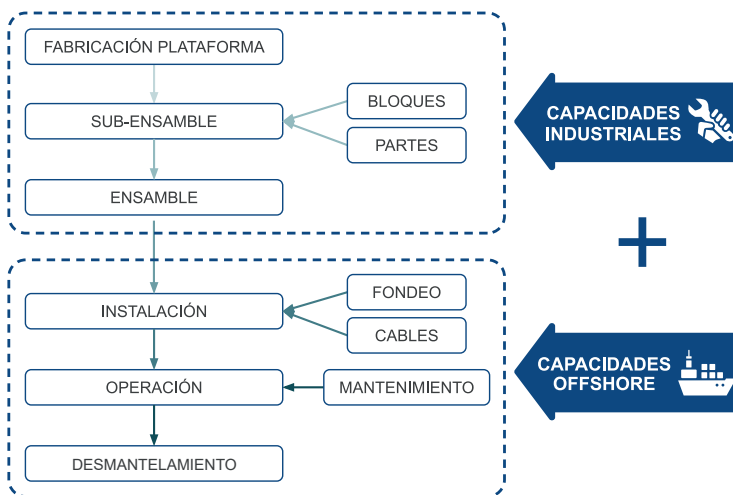 FABRICACIÓN PLATAFORMA
SUB-ENSAMBLE
BLOQUES
PARTES
ENSAMBLE
CAPACIDADES
INDUSTRIALES
+
INSTALACIÓN
FONDEO
CABLES
OPERACIÓN
MANTENIMIENTO
DESMANTELAMIENTO
CAPACIDADES
OFFSHORE